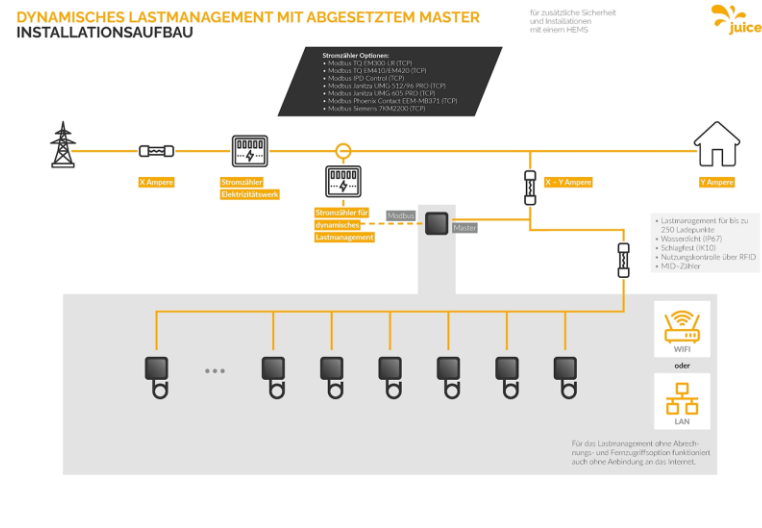 DYNAMISCHES LASTMANAGEMENT MIT ABGESETZTEM MASTER
INSTALLATIONSAUFBAU
für zusätzliche Sicherheit
und Installationen
mit einem HEMS
juice
Stromzähler Optionen:
• Modbus TQ EM300-LR (TCP)
• Modbus TQ EM410/EM420 (TCP)
• Modbus IPD Control (TCP)
• Modbus Janitza UMG 512/96 PRO (TCP)
• Modbus Janitza UMG 605 PRO (TCP)
• Modbus Phoenix Contact EEM-MB371 (TCP)
• Modbus Siemens 7KM2200 (TCP)
X Ampere
Stromzähler
Elektrizitätswerk
X – Y Ampere
Y Ampere
Stromzähler für
dynamisches
Lastmanagement
Modbus
Master
• Lastmanagement für bis zu
250 Ladepunkte
• Wasserdicht (IP67)
• Schlagfest (IK10)
• Nutzungskontrolle über RFID
• MID-Zähler
WIFI
oder
LAN
Für das Lastmanagement ohne Abrech-
nungs- und Fernzugriffsoption funktioniert
auch ohne Anbindung an das Internet.